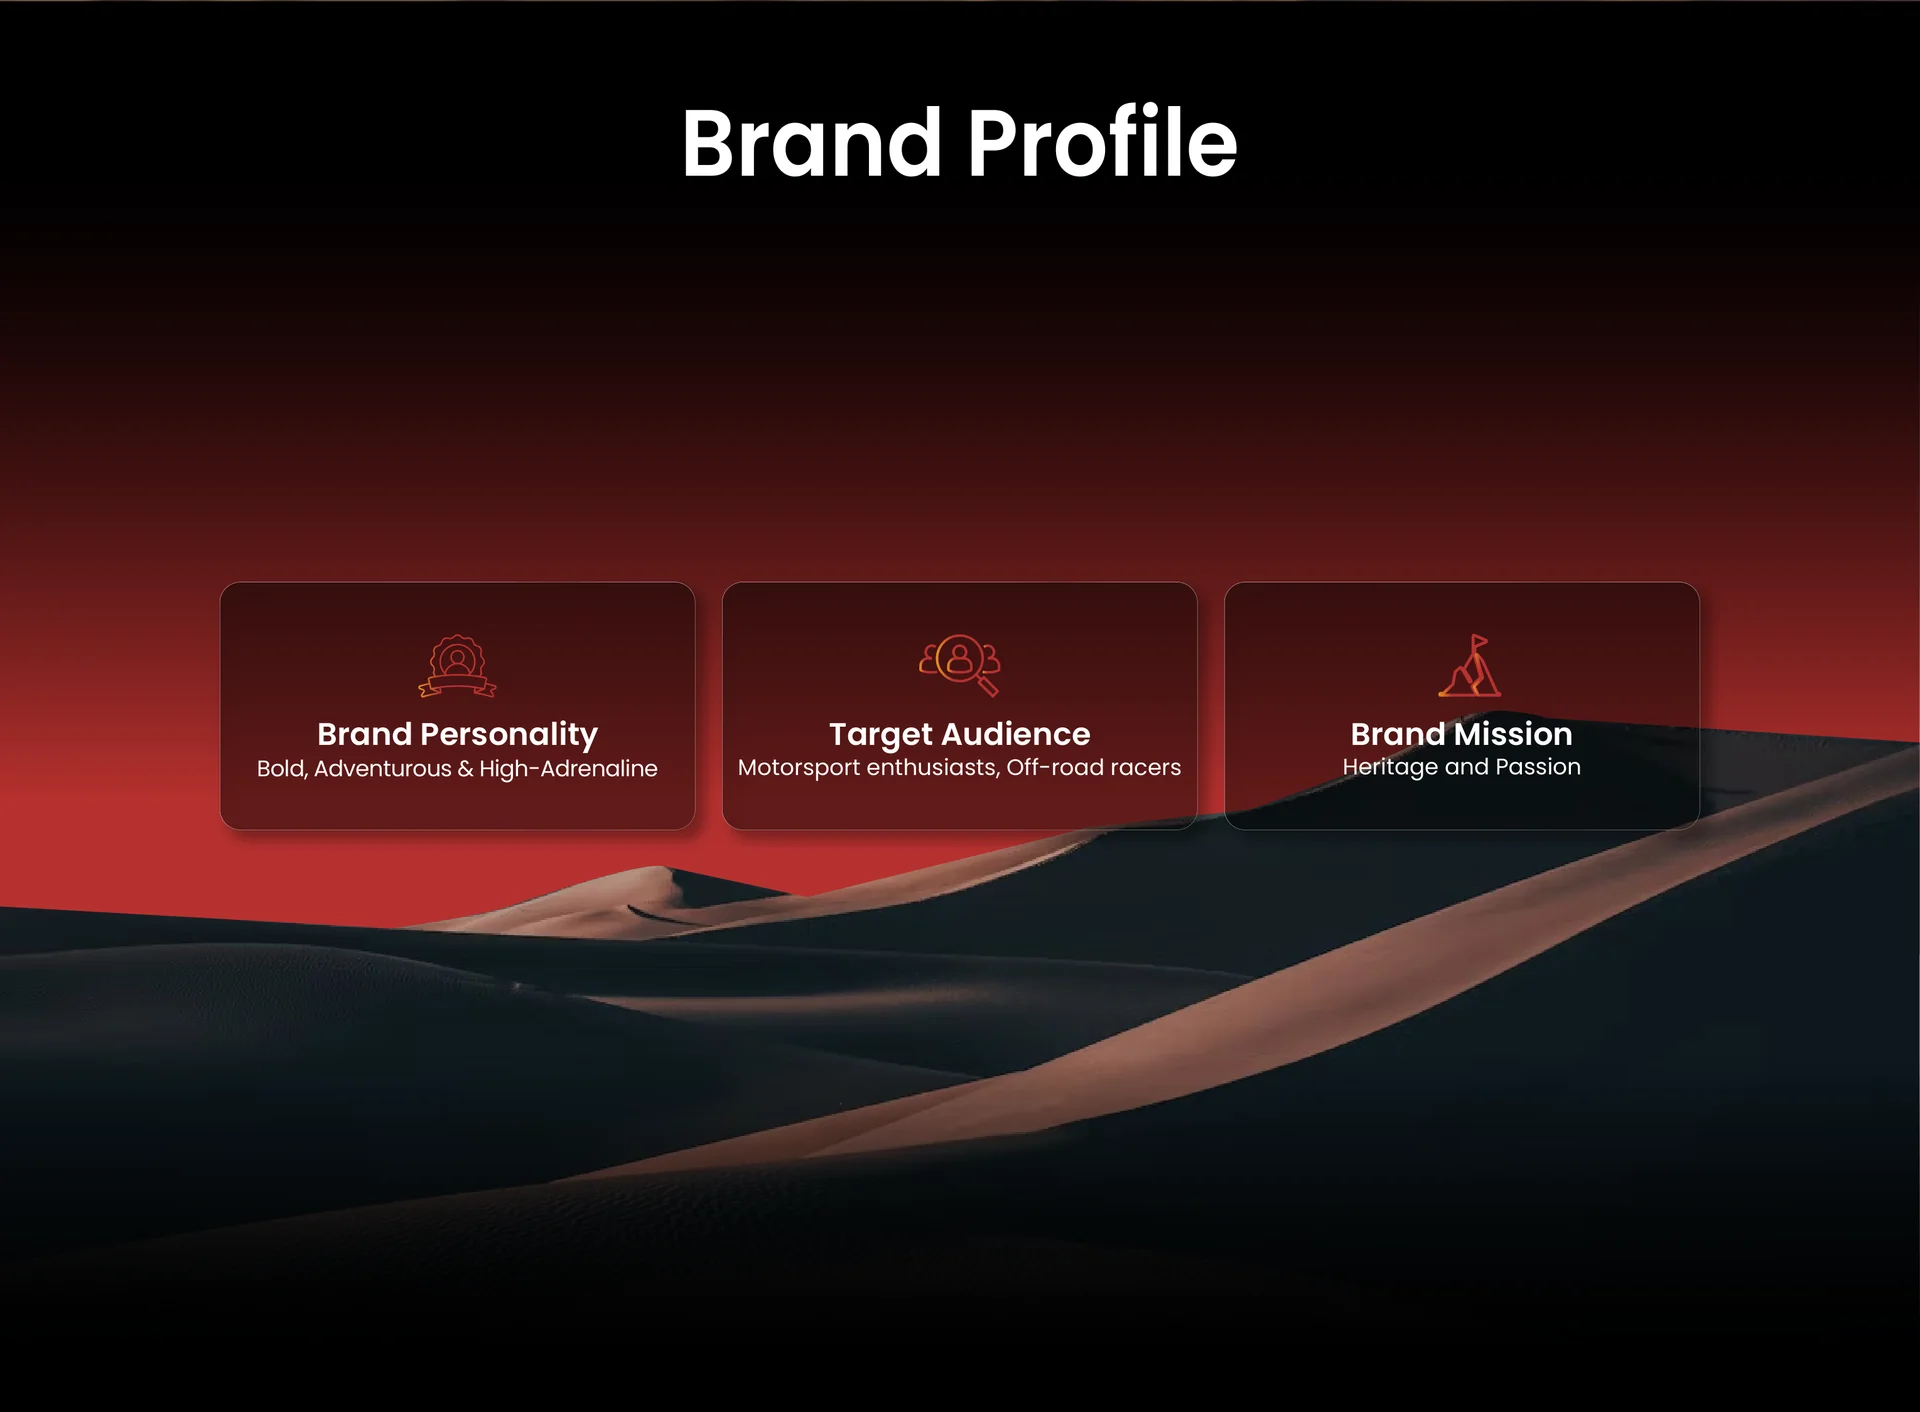 Brand Profile
Brand Personality
Bold, Adventurous & High-Adrenaline
Target Audience
Motorsport enthusiasts, Off-road racers
Brand Mission
Heritage and Passion